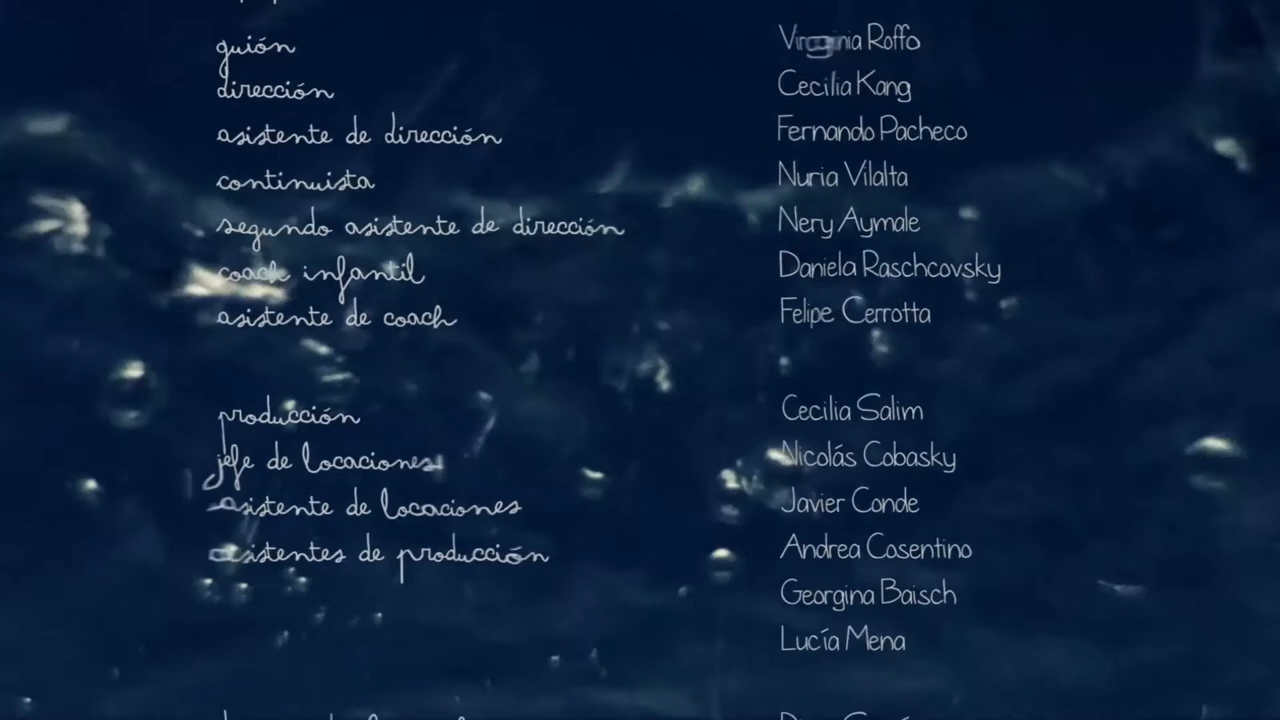 guión Virginia Roffo
dirección Cecilia Kang
asistente de dirección Fernando Pacheco
continuista Nuria Vilalta
segundo asistente de dirección Nery Aymale
coach infantil Daniela Raschcovsky
asistente de coach Felipe Cerrotta
producción Cecilia Salim
jefe de locaciones Nicolás Cobasky
asistente de locaciones Javier Conde
asistentes de producción Andrea Cosentino
Georgina Baisch
Lucía Mena